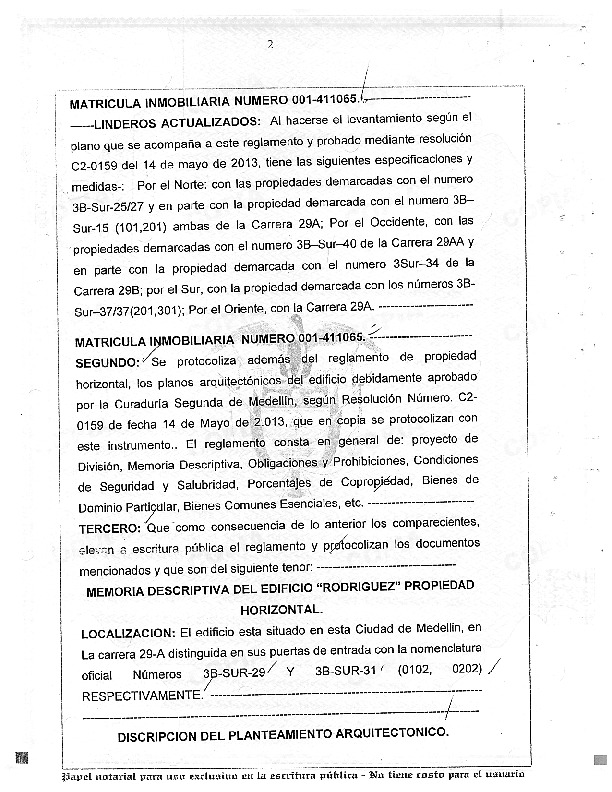 2
MATRICULA INMOBILIARIA NUMERO 001-411065.-----------------------
-----LINDEROS ACTUALIZADOS: Al hacerse el levantamiento según el
plano que se acompaña a este reglamento y probado mediante resolución
C2-0159 del 14 de mayo de 2013, tiene las siguientes especificaciones y
medidas-: Por el Norte: con las propiedades demarcadas con el numero
3B-Sur-25/27 y en parte con la propiedad demarcada con el numero 3B–
Sur-15 (101,201) ambas de la Carrera 29A; Por el Occidente, con las
propiedades demarcadas con el numero 3B–Sur–40 de la Carrera 29AA y
en parte con la propiedad demarcada con el numero 3Sur–34 de la
Carrera 29B; por el Sur, con la propiedad demarcada con los números 3B-
Sur–37/37(201,301); Por el Oriente, con la Carrera 29A. --------------------
MATRICULA INMOBILIARIA NUMERO 001-411065. ----------------------
SEGUNDO: Se protocoliza además del reglamento de propiedad
horizontal, los planos arquitectónicos del edificio debidamente aprobado
por la Curaduría Segunda de Medellín, según Resolución Número. C2-
0159 de fecha 14 de Mayo de 2.013, que en copia se protocolizan con
este instrumento.. El reglamento consta en general de: proyecto de
División, Memoria Descriptiva, Obligaciones y Prohibiciones, Condiciones
de Seguridad y Salubridad, Porcentajes de Copropiedad, Bienes de
Dominio Particular, Bienes Comunes Esenciales, etc. ----------------------
TERCERO: Que como consecuencia de lo anterior los comparecientes,
elevan a escritura pública el reglamento y protocolizan los documentos
mencionados y que son del siguiente tenor: -----------------------------
MEMORIA DESCRIPTIVA DEL EDIFICIO “RODRIGUEZ” PROPIEDAD
HORIZONTAL.
LOCALIZACION: El edificio esta situado en esta Ciudad de Medellín, en
La carrera 29-A distinguida en sus puertas de entrada con la nomenclatura
oficial Números 3B-SUR-29 Y 3B-SUR-31 (0102, 0202)
RESPECTIVAMENTE.------------------------------------------------------
--------------------------------------------------------------------------------
DISCRIPCION DEL PLANTEAMIENTO ARQUITECTONICO.
Papel notarial para uso exclusivo en la escritura pública - No tiene costo para el usuario